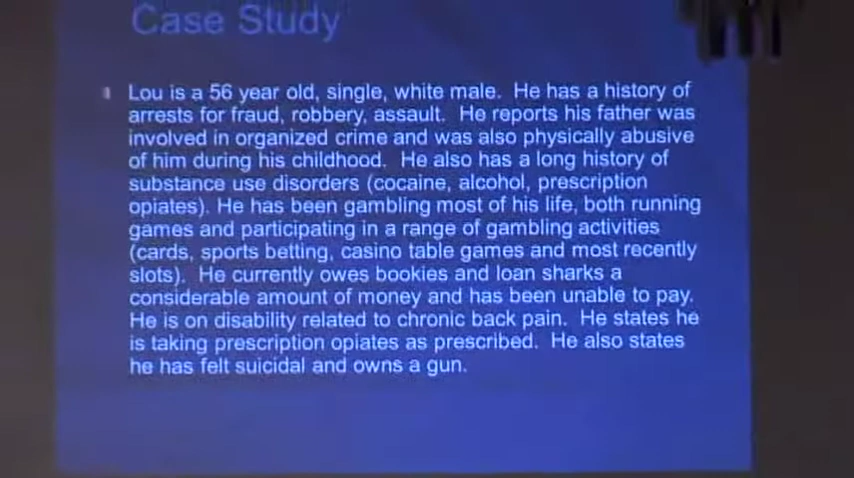 Case Study
Lou is a 56 year old, single, white male. He has a history of
arrests for fraud, robbery, assault. He reports his father was
involved in organized crime and was also physically abusive
of him during his childhood. He also has a long history of
substance use disorders (cocaine, alcohol, prescription
opiates). He has been gambling most of his life, both running
games and participating in a range of gambling activities
(cards, sports betting, casino table games and most recently
slots). He currently owes bookies and loan sharks a
considerable amount of money and has been unable to pay.
He is on disability related to chronic back pain. He states he
is taking prescription opiates as prescribed. He also states
he has felt suicidal and owns a gun.